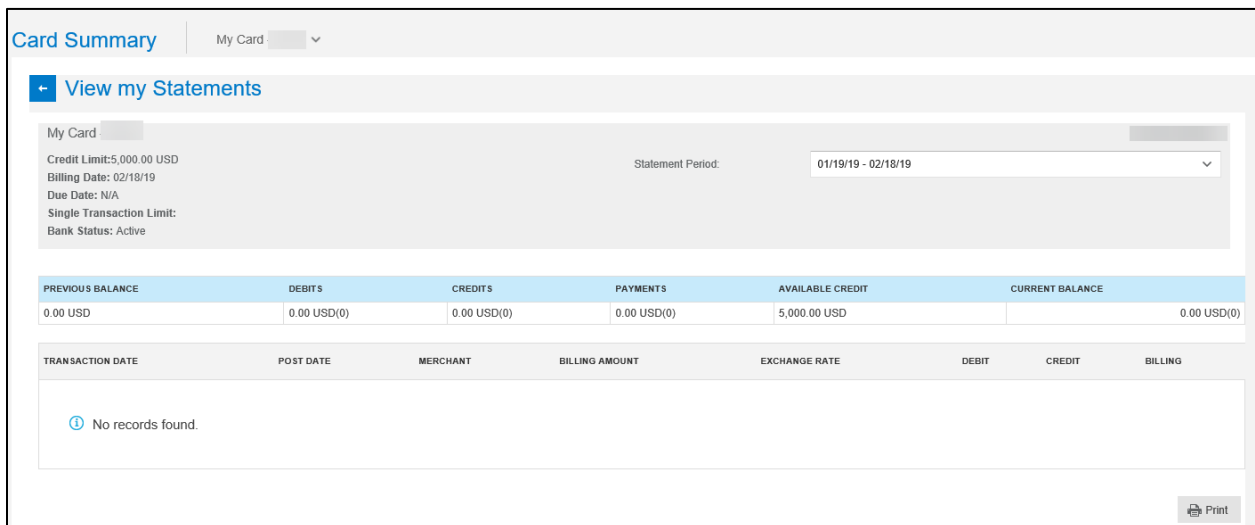 Card Summary My Card
View my Statements
My Card
Credit Limit:5,000.00 USD
Statement Period: 01/19/19 - 02/18/19
Billing Date: 02/18/19
Due Date: N/A
Single Transaction Limit:
Bank Status: Active
PREVIOUS BALANCE DEBITS CREDITS PAYMENTS AVAILABLE CREDIT CURRENT BALANCE
0.00 USD 0.00 USD(0) 0.00 USD(0) 0.00 USD(0) 5,000.00 USD 0.00 USD(0)
TRANSACTION DATE POST DATE MERCHANT BILLING AMOUNT EXCHANGE RATE DEBIT CREDIT BILLING
No records found.
Print